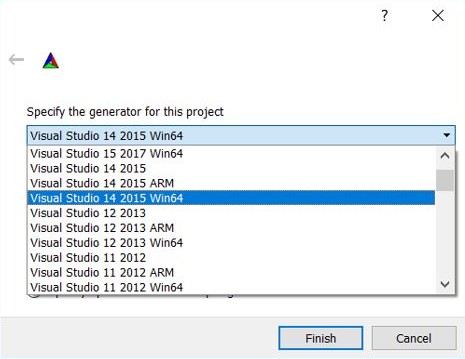 ?
Specify the generator for this project
Visual Studio 14 2015 Win64
Visual Studio 15 2017 Win64
Visual Studio 14 2015
Visual Studio 14 2015 ARM
Visual Studio 14 2015 Win64
Visual Studio 12 2013
Visual Studio 12 2013 ARM
Visual Studio 12 2013 Win64
Visual Studio 11 2012
Visual Studio 11 2012 ARM
Visual Studio 11 2012 Win64
Finish
Cancel